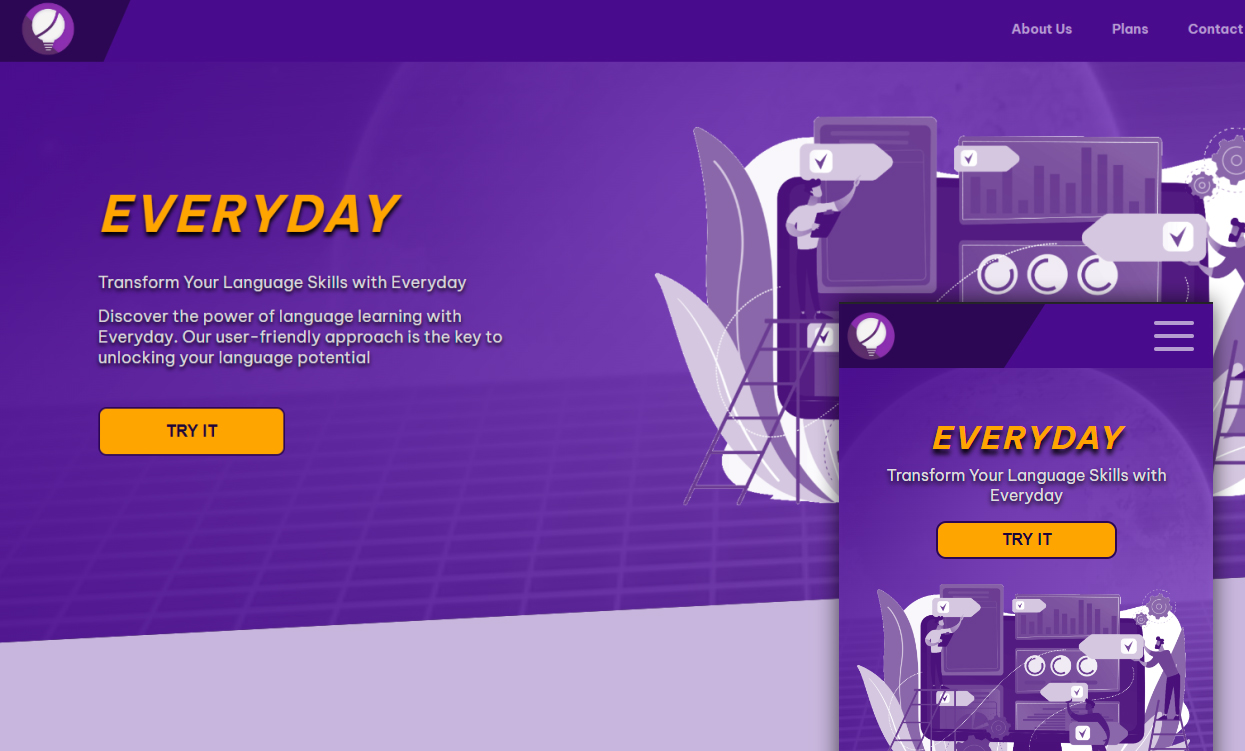 About Us
Plans
Contact
EVERYDAY
Transform Your Language Skills with Everyday
Discover the power of language learning with
Everyday. Our user-friendly approach is the key to
unlocking your language potential
TRY IT
EVERYDAY
Transform Your Language Skills with
Everyday
TRY IT